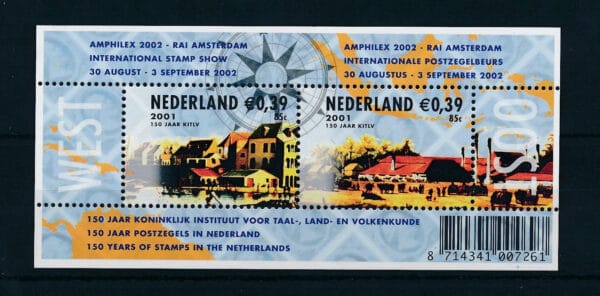 AMPHILEX 2002 - RAI AMSTERDAM
INTERNATIONAL STAMP SHOW
30 AUGUST - 3 SEPTEMBER 2002
AMPHILEX 2002 - RAI AMSTERDAM
INTERNATIONALE POSTZEGELBEURS
30 AUGUSTUS - 3 SEPTEMBER 2002
WEST
NEDERLAND €0,39
2001 85c
150 JAAR KITLV
NEDERLAND €0,39
2001 85c
150 JAAR KITLV
OOST
150 JAAR KONINKLIJK INSTITUUT VOOR TAAL-, LAND- EN VOLKENKUNDE
150 JAAR POSTZEGELS IN NEDERLAND
150 YEARS OF STAMPS IN THE NETHERLANDS
8 714341 007261